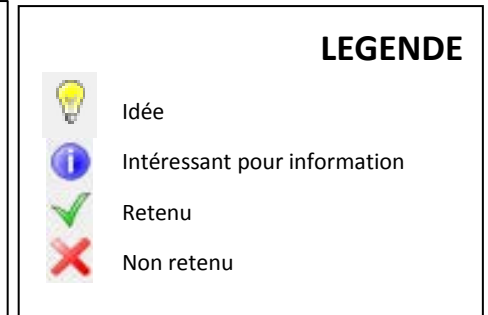 LEGENDE
Idée
Intéressant pour information
Retenu
Non retenu